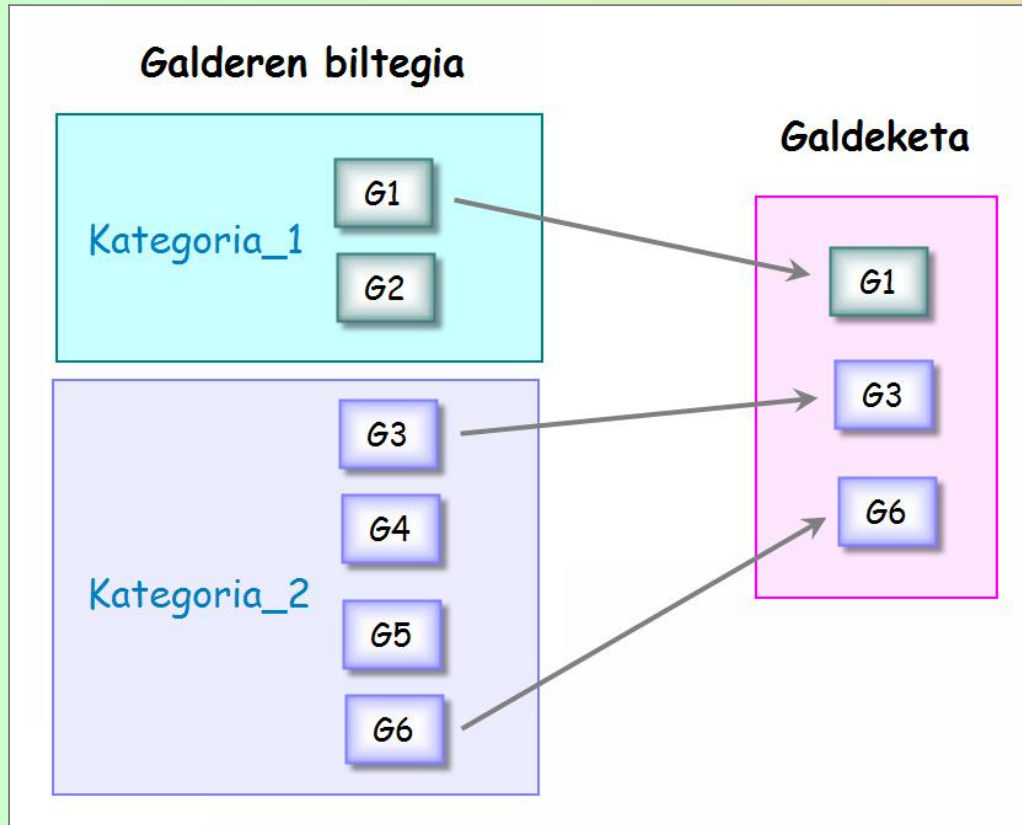 Galderen biltegia
Kategoria_1
G1
G2
Kategoria_2
G3
G4
G5
G6
Galdeketa
G1
G3
G6